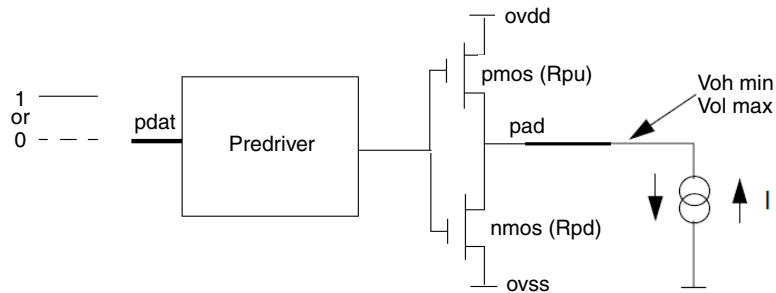 ovdd
pmos (Rpu)
Voh min
Vol max
1
or
0
pdat
Predriver
pad
nmos (Rpd)
I
ovss